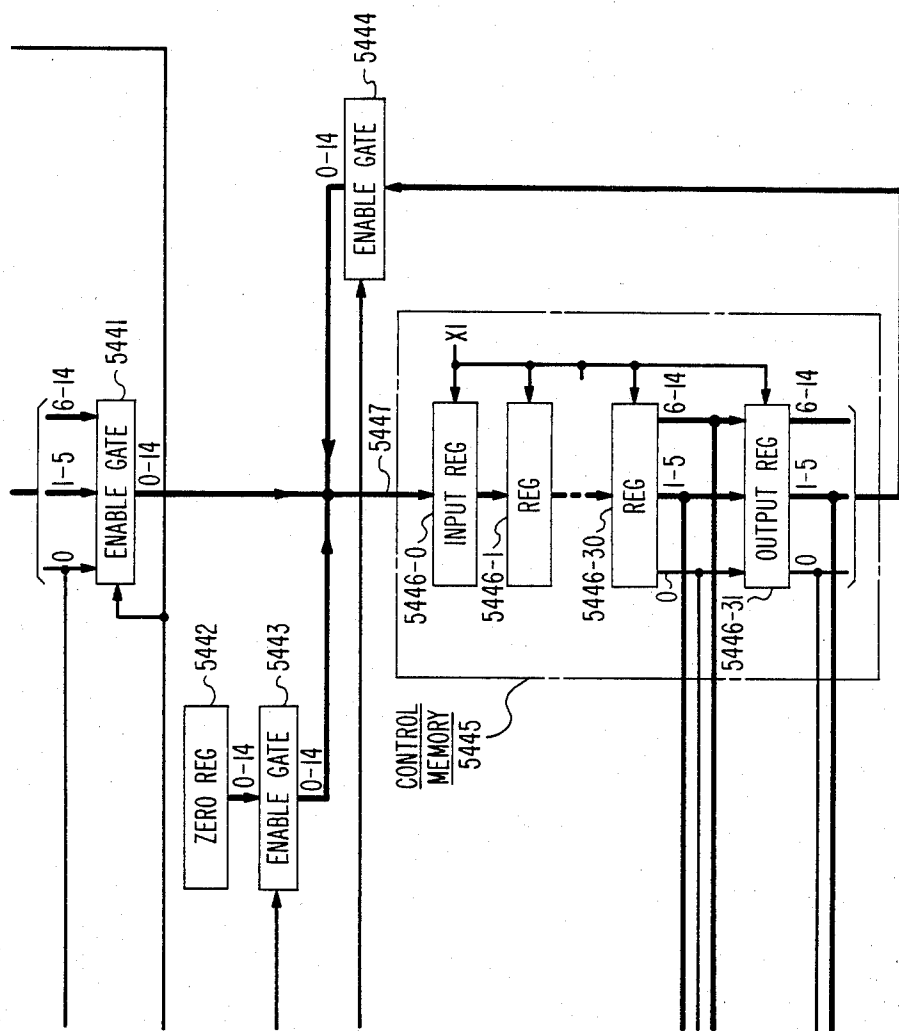 0
1-5
6-14
ENABLE GATE
5441
0-14
ZERO REG
5442
0-14
ENABLE GATE
5443
0-14
0-14
ENABLE GATE
5444
5447
CONTROL
MEMORY
5445
X1
INPUT REG
5446-0
REG
5446-1
REG
5446-30
0
1-5
6-14
OUTPUT REG
5446-31
0
1-5
6-14